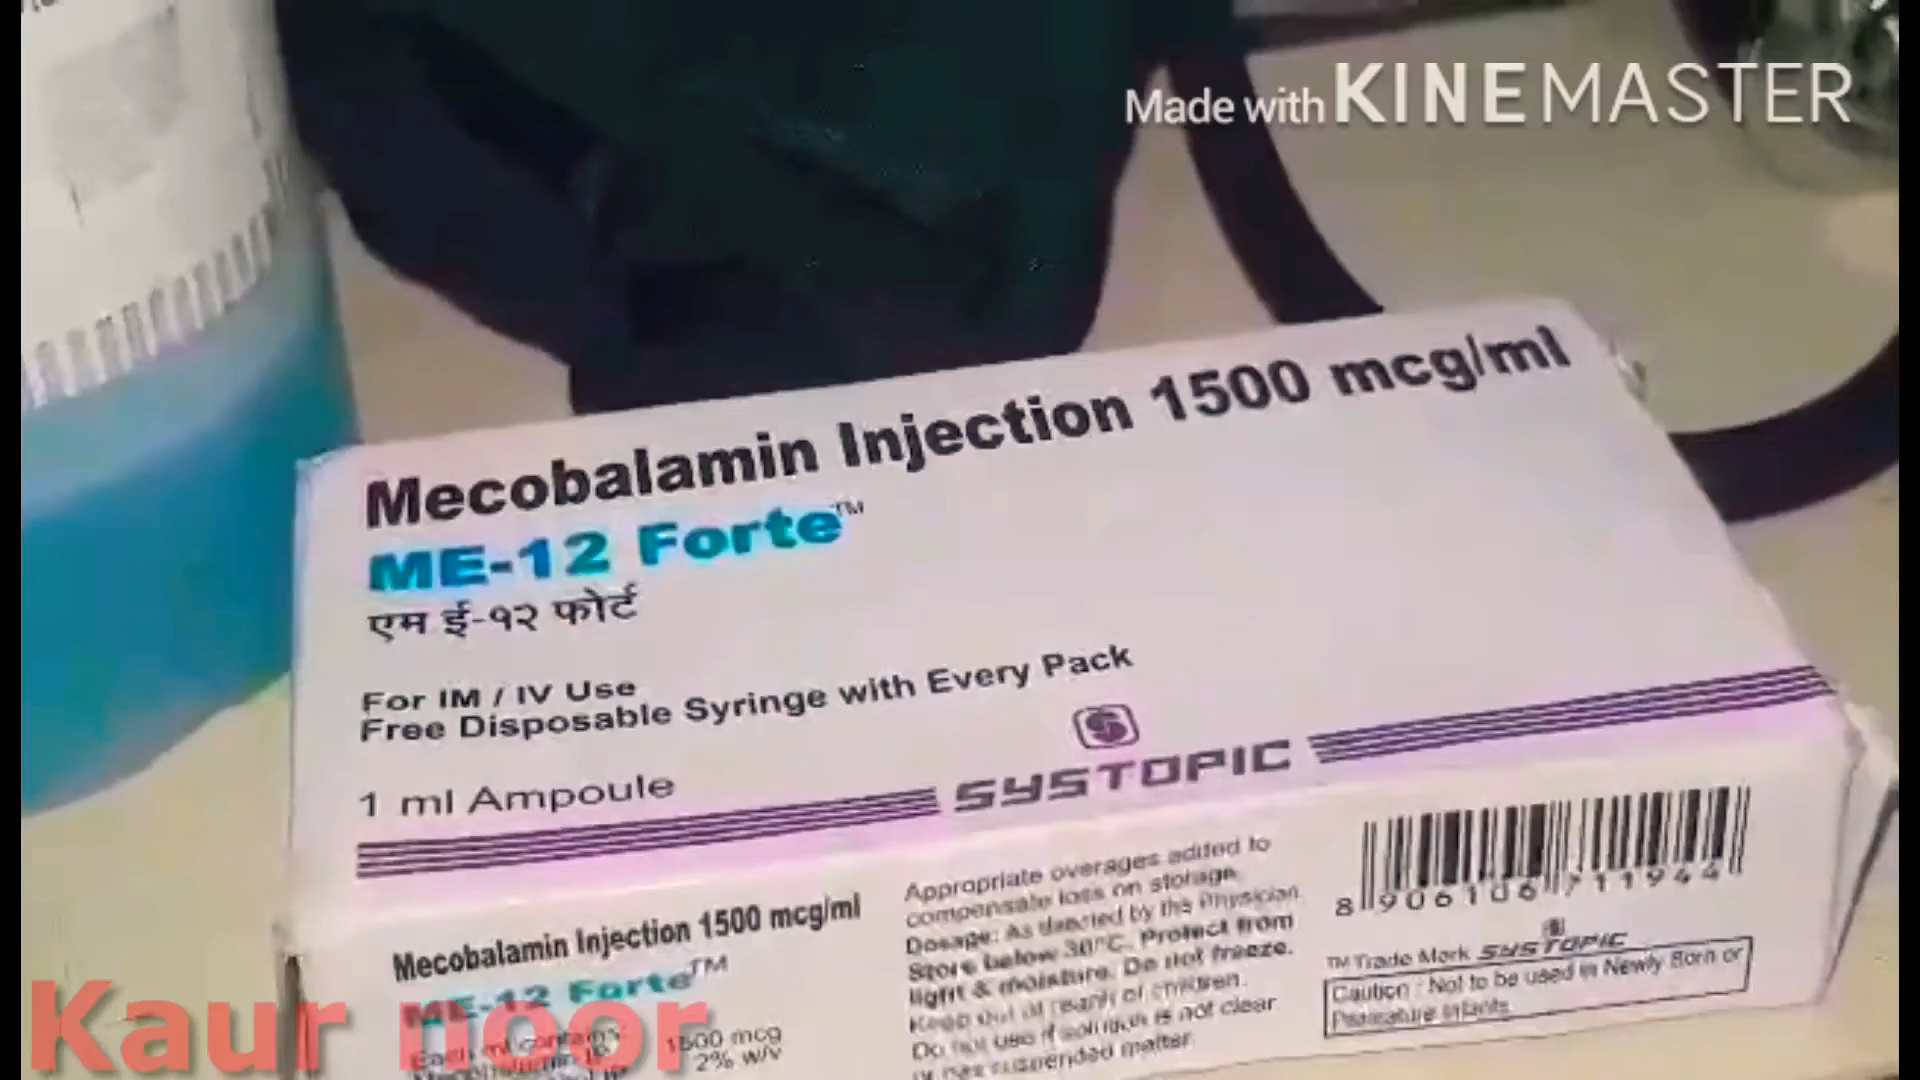 Made with KINEMASTER
Mecobalamin Injection 1500 mcg/ml
ME-12 Forte™
एम ई-१२ फोर्ट
For IM / IV Use
Free Disposable Syringe with Every Pack
1 ml Ampoule
SYSTOPIC
Mecobalamin Injection 1500 mcg/ml
ME-12 Forte™
Each ml contains:
1500 mcg
2% w/v
Appropriate overages added to
compensate loss on storage.
Dosage: As directed by the Physician.
Store below 30°C. Protect from
light & moisture. Do not freeze.
Keep out of reach of children.
Do not use if solution is not clear
or has suspended matter.
8 906106 711944
™ Trade Mark SYSTOPIC
Caution : Not to be used in Newly Born or
Premature Infants
Kaur noor